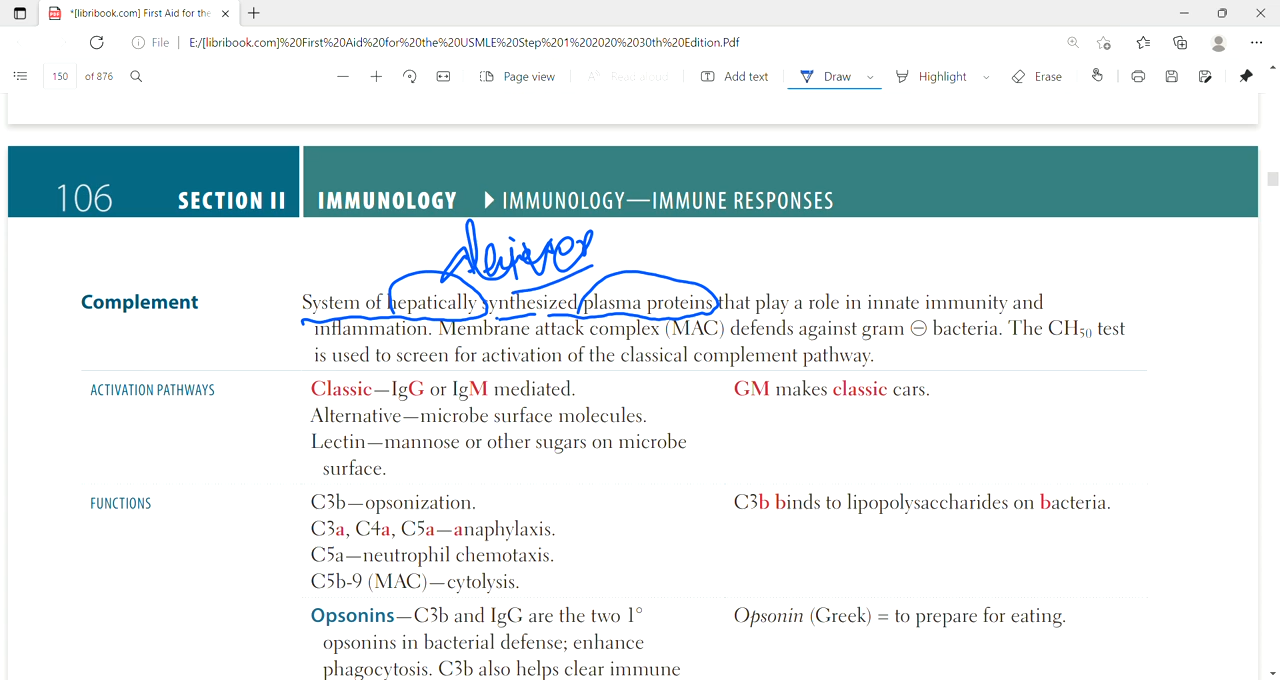 *[libribook.com] First Aid for the
File | E:/[libribook.com]%20First%20Aid%20for%20the%20USMLE%20Step%201%202020%2030th%20Edition.Pdf
150 of 876 Page view Read aloud Add text Draw Highlight Erase
106 SECTION II IMMUNOLOGY ▶ IMMUNOLOGY—IMMUNE RESPONSES
liver
Complement System of hepatically synthesized plasma proteins that play a role in innate immunity and
inflammation. Membrane attack complex (MAC) defends against gram ⊖ bacteria. The CH50 test
is used to screen for activation of the classical complement pathway.
ACTIVATION PATHWAYS Classic—IgG or IgM mediated. GM makes classic cars.
Alternative—microbe surface molecules.
Lectin—mannose or other sugars on microbe
surface.
FUNCTIONS C3b—opsonization. C3b binds to lipopolysaccharides on bacteria.
C3a, C4a, C5a—anaphylaxis.
C5a—neutrophil chemotaxis.
C5b-9 (MAC)—cytolysis.
Opsonins—C3b and IgG are the two 1° Opsonin (Greek) = to prepare for eating.
opsonins in bacterial defense; enhance
phagocytosis. C3b also helps clear immune